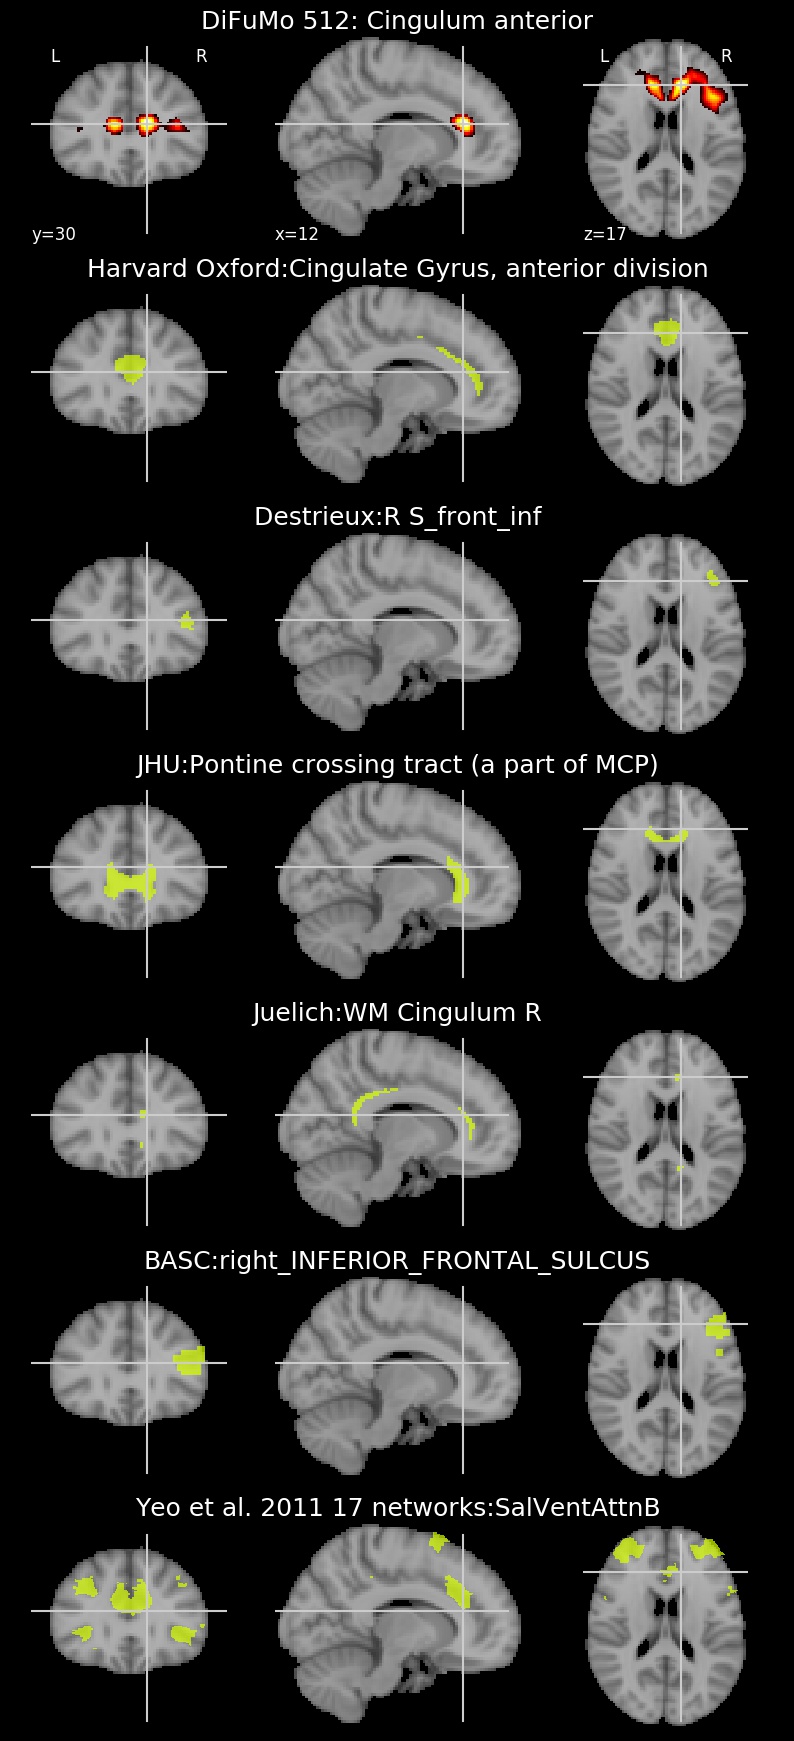 DiFuMo 512: Cingulum anterior
L R L R
y=30 x=12 z=17
Harvard Oxford:Cingulate Gyrus, anterior division
Destrieux:R S_front_inf
JHU:Pontine crossing tract (a part of MCP)
Juelich:WM Cingulum R
BASC:right_INFERIOR_FRONTAL_SULCUS
Yeo et al. 2011 17 networks:SalVentAttnB